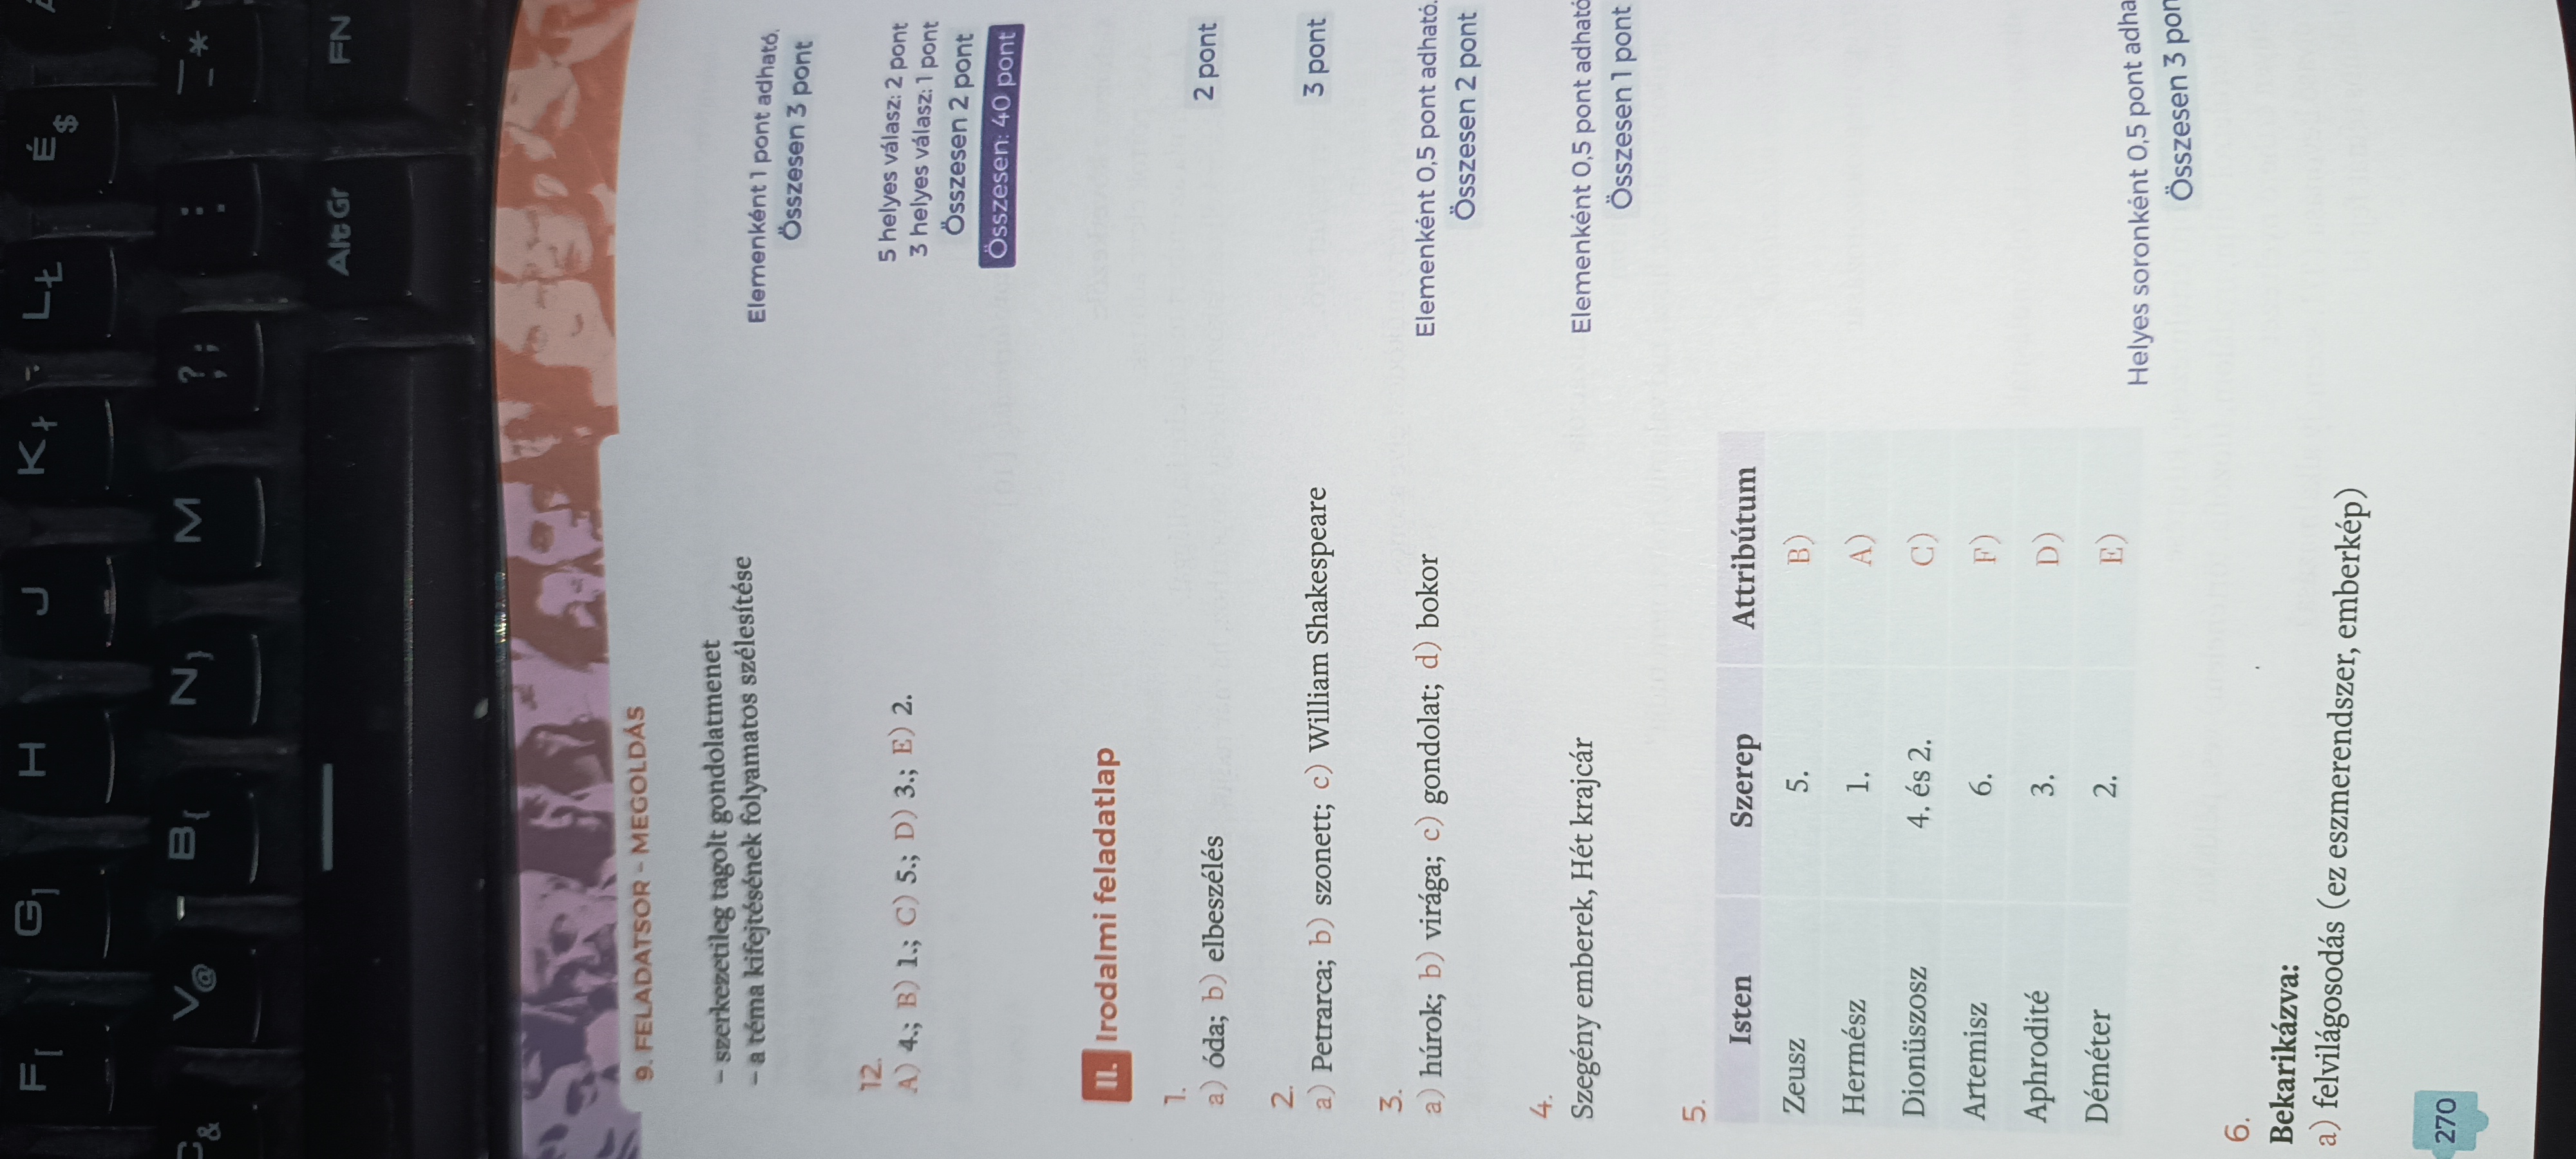 F [
G ]
H
J
K ł
L Ł
É $
C &
V @
B {
N }
M
? , ;
: .
_ - *
Alt Gr
FN
9. FELADATSOR – MEGOLDÁS
– szerkezetileg tagolt gondolatmenet
– a téma kifejtésének folyamatos szélesítése
Elemenként 1 pont adható.
Összesen 3 pont
12.
A) 4.; B) 1.; C) 5.; D) 3.; E) 2.
5 helyes válasz: 2 pont
3 helyes válasz: 1 pont
Összesen 2 pont
Összesen: 40 pont
II. Irodalmi feladatlap
1.
a) óda; b) elbeszélés
2 pont
2.
a) Petrarca; b) szonett; c) William Shakespeare
3 pont
3.
a) húrok; b) virága; c) gondolat; d) bokor
Elemenként 0,5 pont adható.
Összesen 2 pont
4.
Szegény emberek, Hét krajcár
Elemenként 0,5 pont adható
Összesen 1 pont
5.
Isten Szerep Attribútum
Zeusz 5. B)
Hermész 1. A)
Dionüszosz 4. és 2. C)
Artemisz 6. F)
Aphrodité 3. D)
Déméter 2. E)
Helyes soronként 0,5 pont adha
Összesen 3 pon
6.
Bekarikázva:
a) felvilágosodás (ez eszmerendszer, emberkép)
270